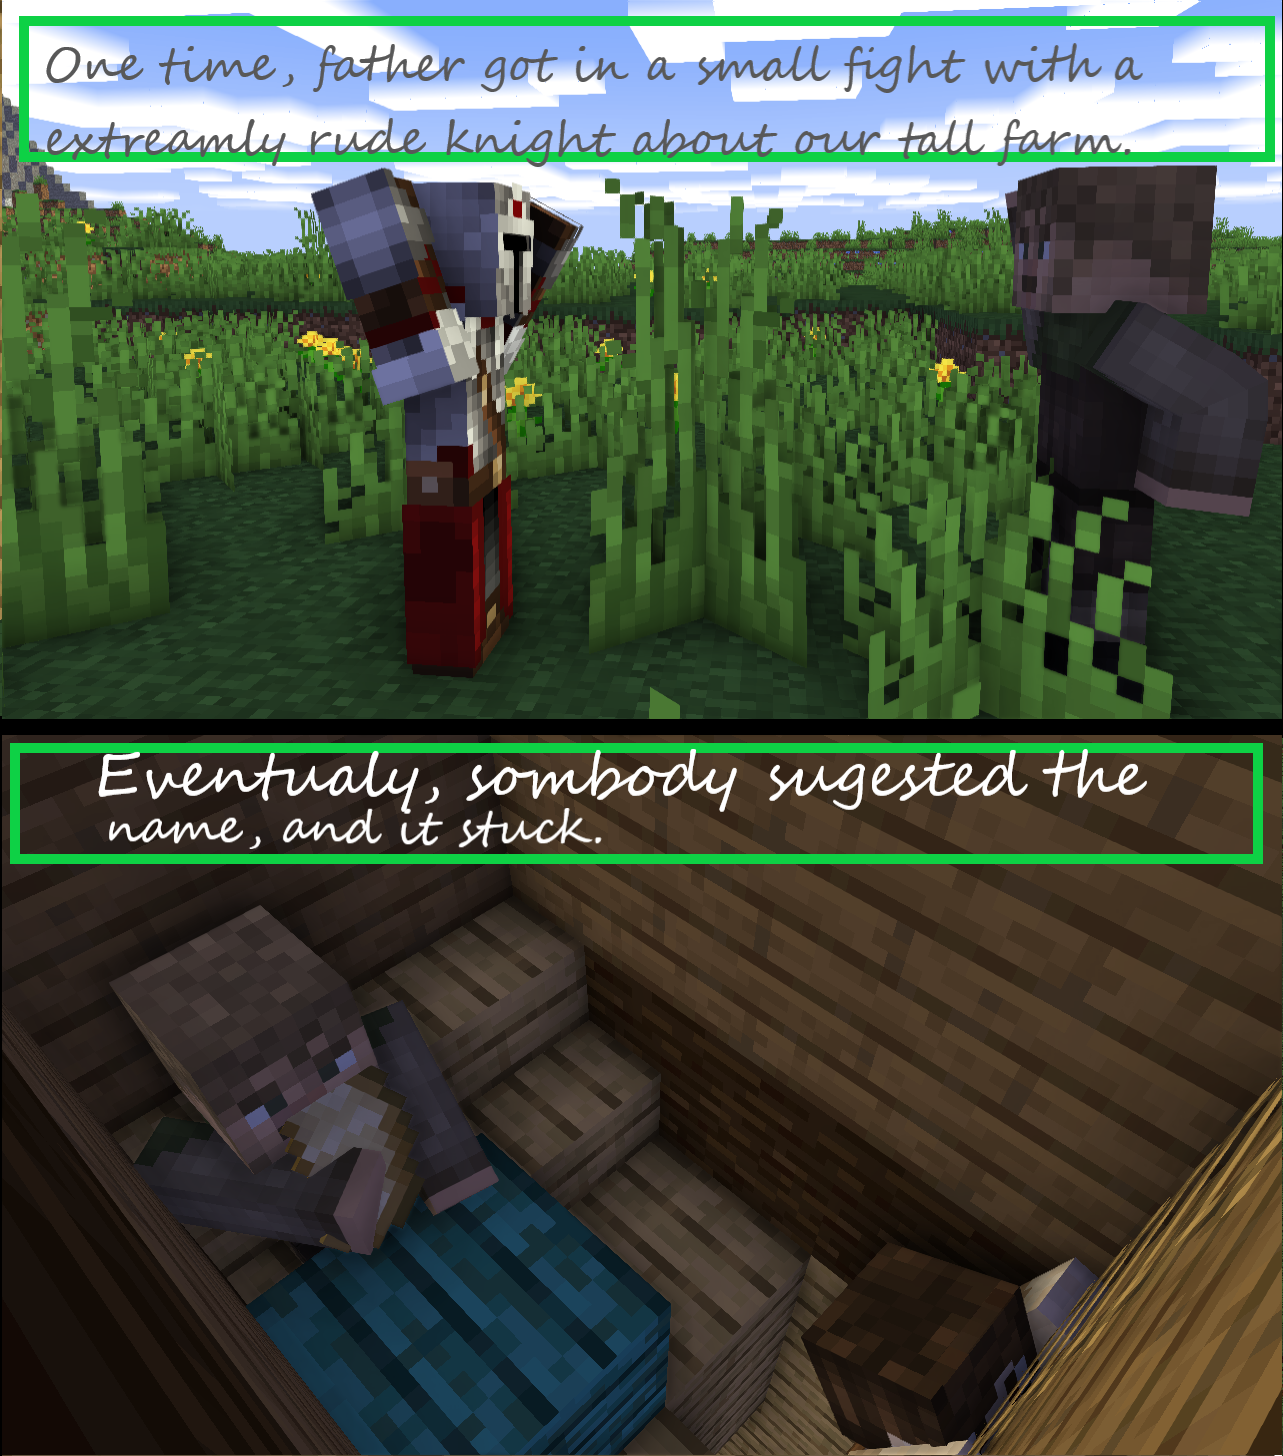 One time, father got in a small fight with a
extreamly rude knight about our tall farm.
Eventualy, sombody sugested the
name, and it stuck.